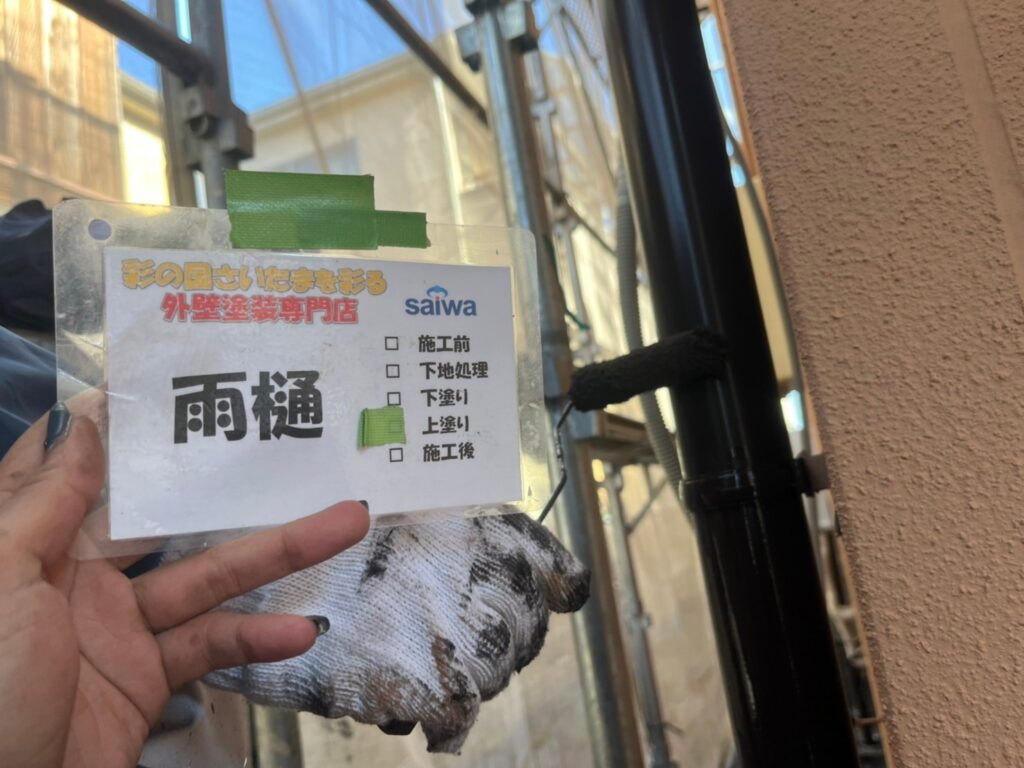 彩の国さいたまを彩る
外壁塗装専門店
saiwa
雨樋
□ 施工前
□ 下地処理
□ 下塗り
□ 上塗り
□ 施工後